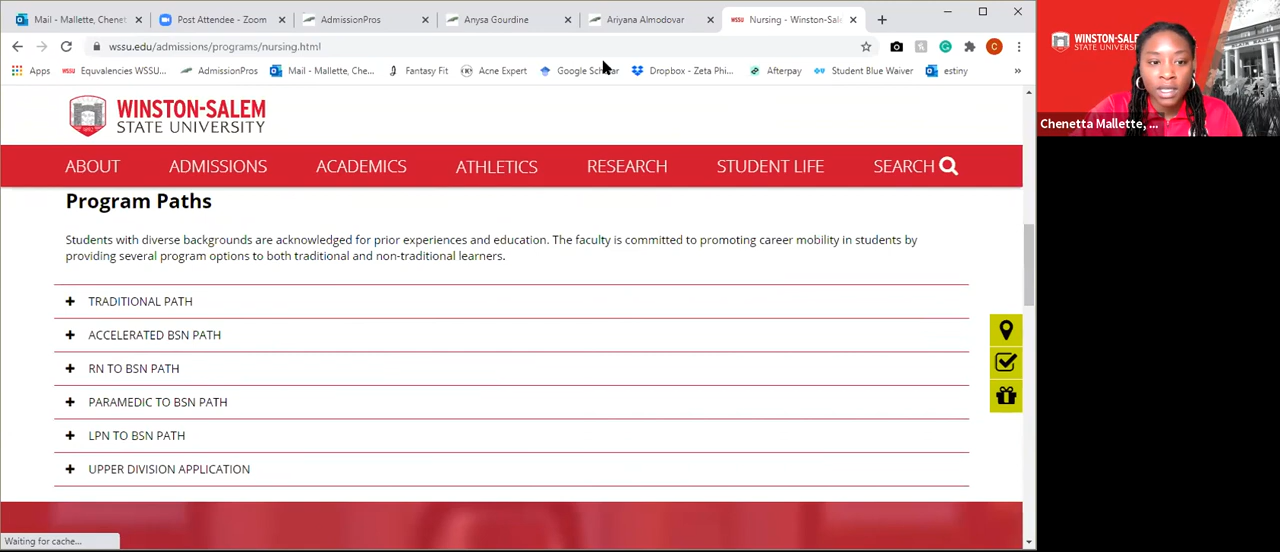 Mail - Mallette, Chenet
Post Attendee - Zoom
AdmissionPros
Anysa Gourdine
Ariyana Almodovar
Nursing - Winston-Sal
wssu.edu/admissions/programs/nursing.html
Apps
Equvalencies WSSU...
AdmissionPros
Mail - Mallette, Che...
Fantasy Fit
Acne Expert
Google Scholar
Dropbox - Zeta Phi...
Afterpay
Student Blue Waiver
estiny
WINSTON-SALEM
STATE UNIVERSITY
ABOUT
ADMISSIONS
ACADEMICS
ATHLETICS
RESEARCH
STUDENT LIFE
SEARCH
Program Paths
Students with diverse backgrounds are acknowledged for prior experiences and education. The faculty is committed to promoting career mobility in students by
providing several program options to both traditional and non-traditional learners.
TRADITIONAL PATH
ACCELERATED BSN PATH
RN TO BSN PATH
PARAMEDIC TO BSN PATH
LPN TO BSN PATH
UPPER DIVISION APPLICATION
Waiting for cache...
Chenetta Mallette, ...